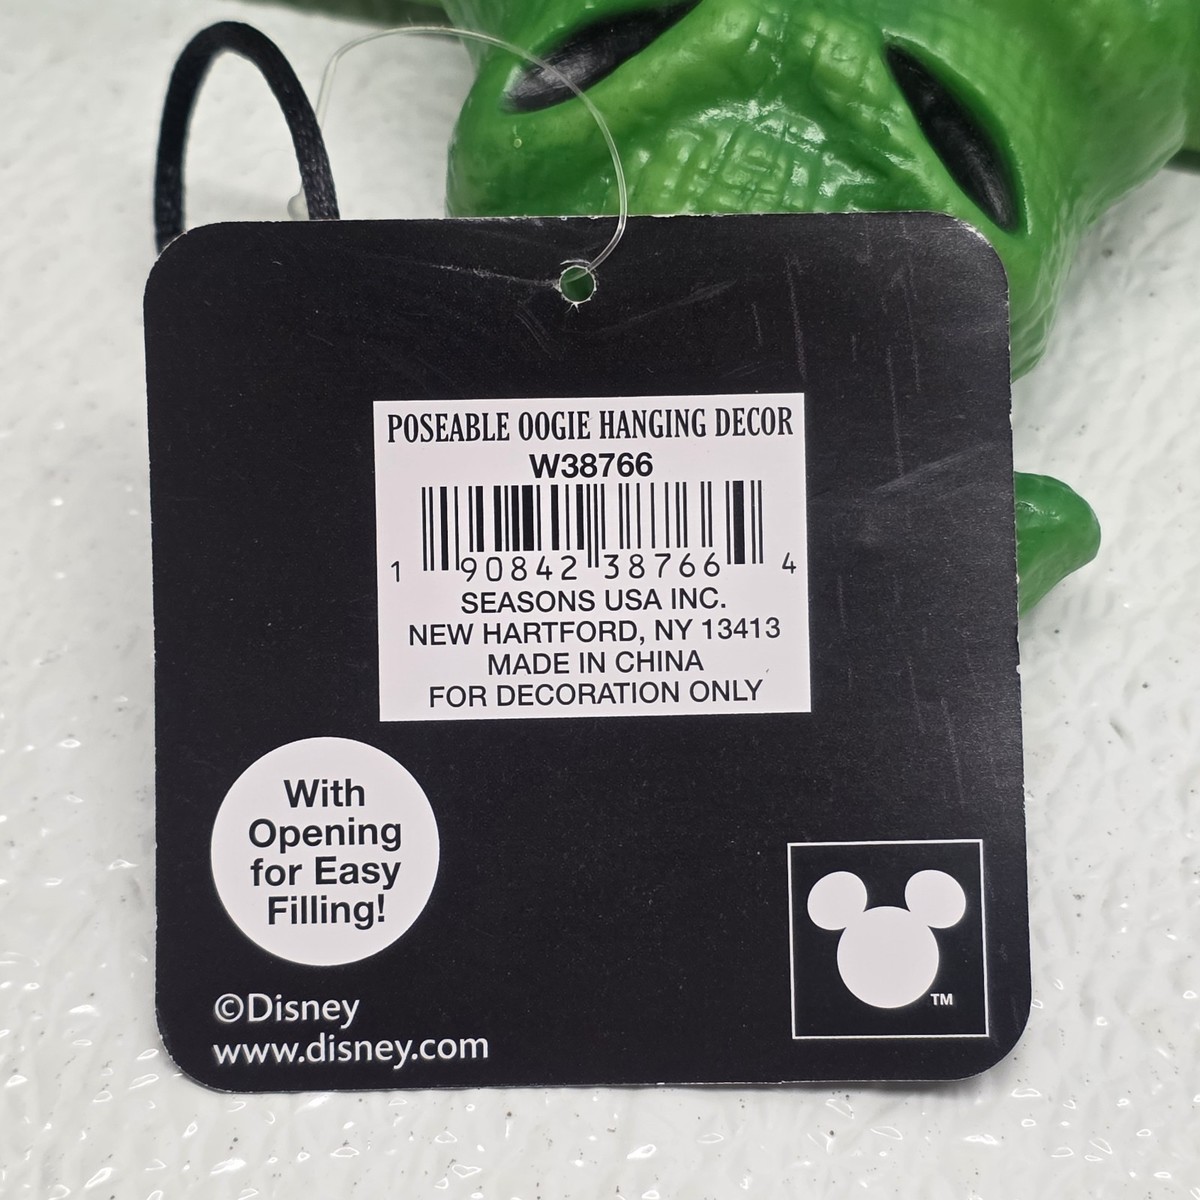 POSEABLE OOGIE HANGING DECOR
W38766
1 90842 38766 4
SEASONS USA INC.
NEW HARTFORD, NY 13413
MADE IN CHINA
FOR DECORATION ONLY
With
Opening
for Easy
Filling!
©Disney
www.disney.com
TM